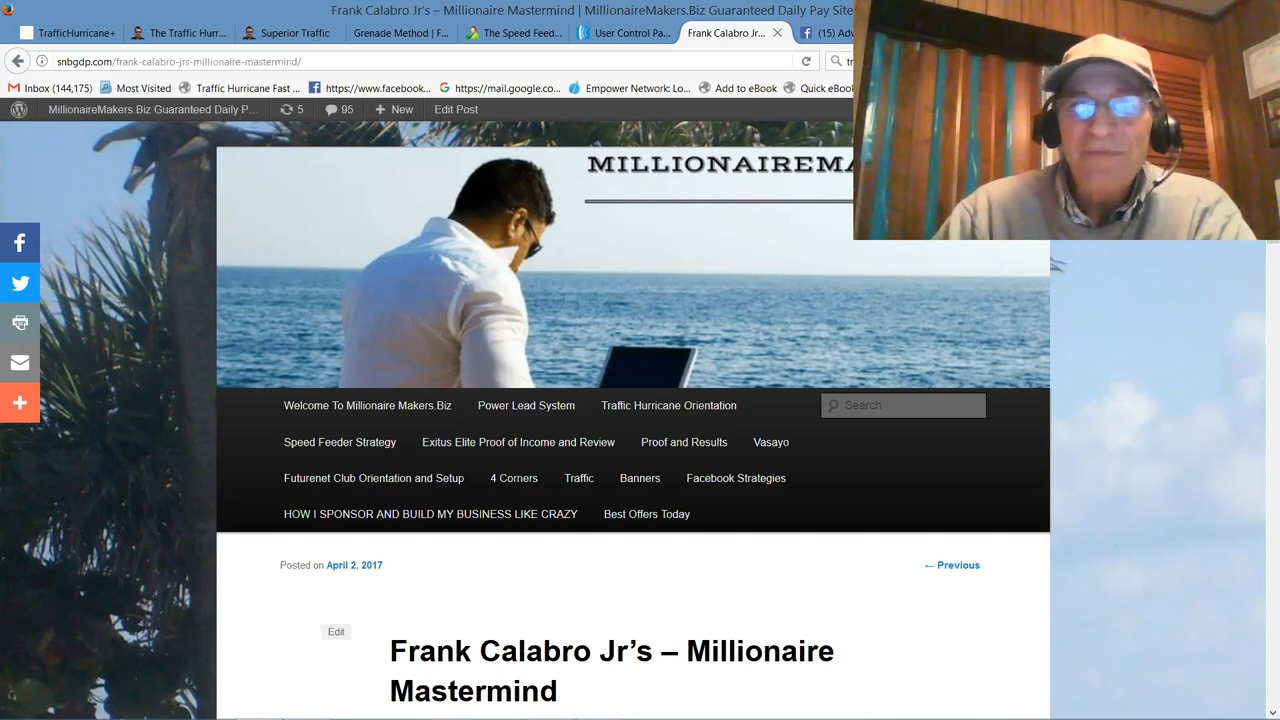 Frank Calabro Jr's – Millionaire Mastermind | MillionaireMakers.Biz Guaranteed Daily Pay Site
TrafficHurricane+
The Traffic Hurr...
Superior Traffic
Grenade Method | F...
The Speed Feed...
User Control Pa...
Frank Calabro Jr...
(15) Adv
snbgdp.com/frank-calabro-jrs-millionaire-mastermind/
Inbox (144,175)
Most Visited
Traffic Hurricane Fast ...
https://www.facebook...
https://mail.google.co...
Empower Network: Lo...
Add to eBook
Quick eBook
MillionaireMakers.Biz Guaranteed Daily P...
5
95
New
Edit Post
MILLIONAIREMA
Welcome To Millionaire Makers.Biz
Power Lead System
Traffic Hurricane Orientation
Search
Speed Feeder Strategy
Exitus Elite Proof of Income and Review
Proof and Results
Vasayo
Futurenet Club Orientation and Setup
4 Corners
Traffic
Banners
Facebook Strategies
HOW I SPONSOR AND BUILD MY BUSINESS LIKE CRAZY
Best Offers Today
Posted on April 2, 2017
← Previous
Edit
Frank Calabro Jr's – Millionaire
Mastermind